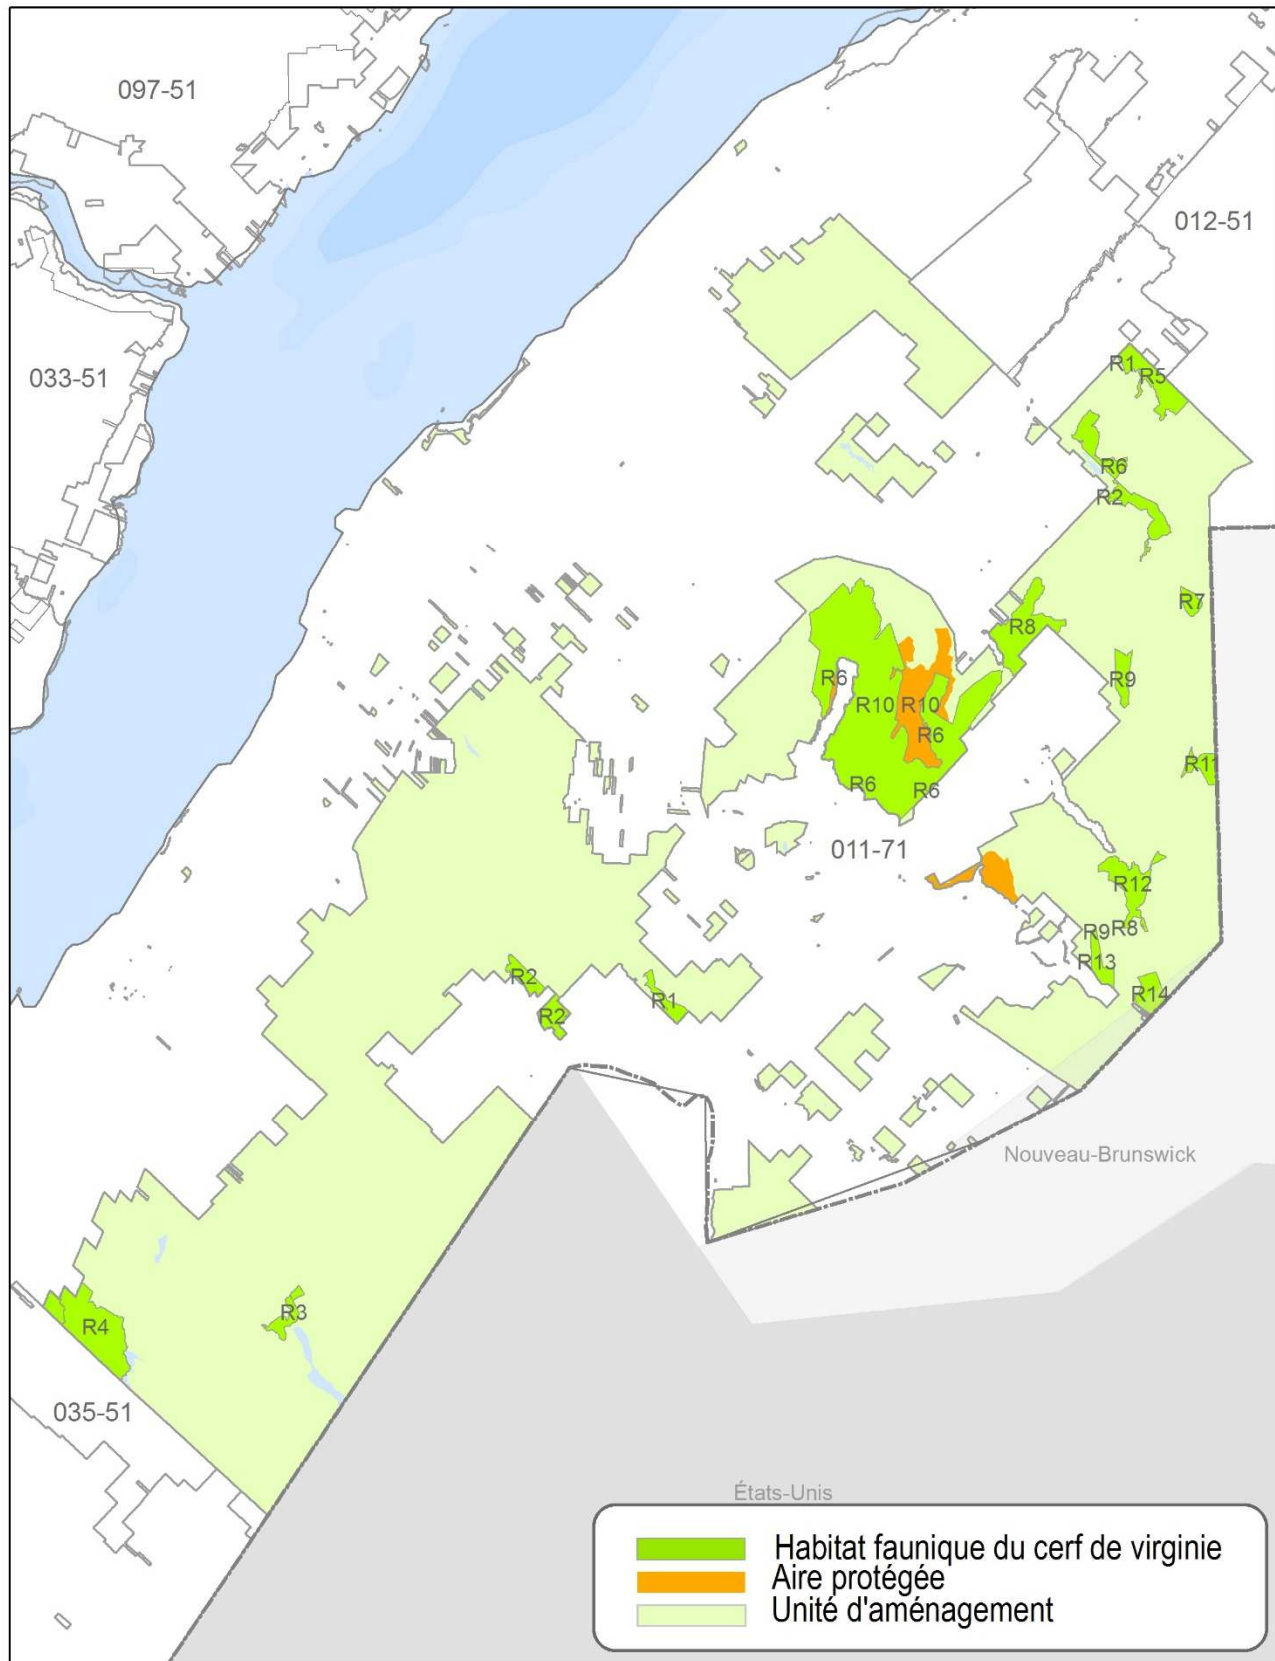 097-51
012-51
033-51
R1
R5
R6
R2
R7
R8
R9
R6
R10
R10
R6
R11
R6
R6
011-71
R12
R9
R8
R13
R2
R1
R14
R2
Nouveau-Brunswick
R3
R4
035-51
États-Unis
Habitat faunique du cerf de virginie
Aire protégée
Unité d'aménagement